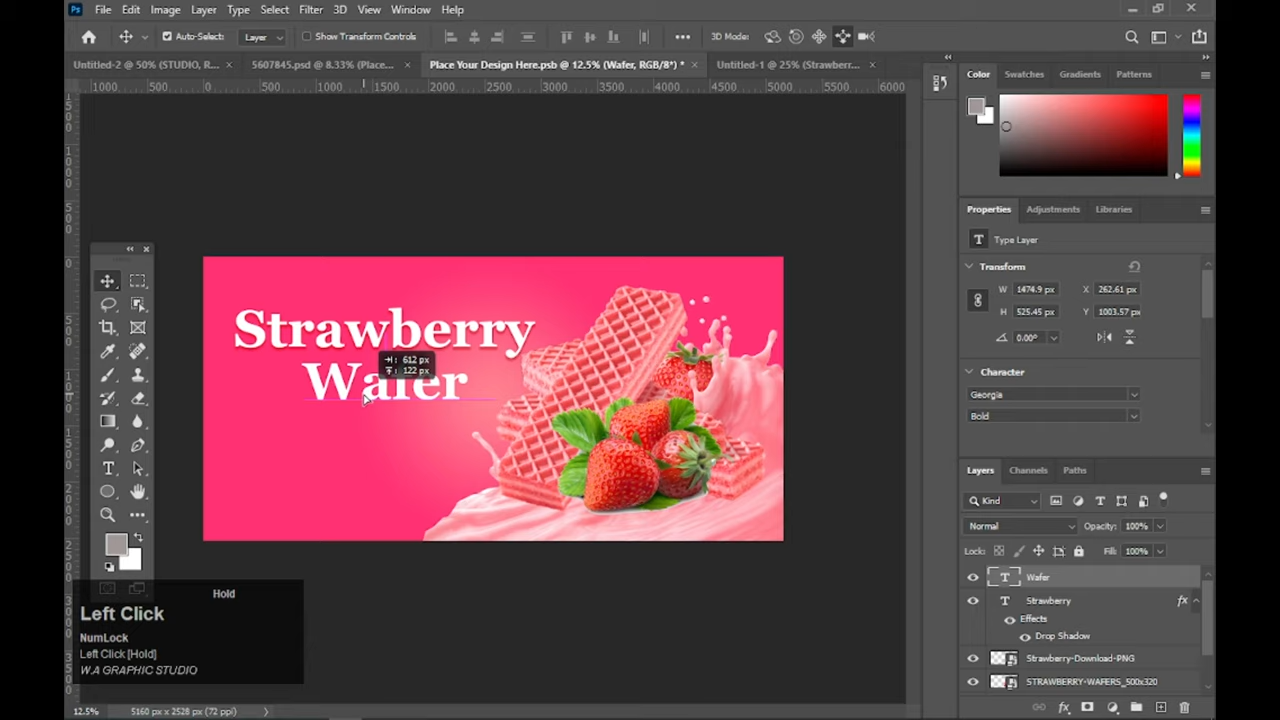 Ps File Edit Image Layer Type Select Filter 3D View Window Help
Auto-Select: Layer Show Transform Controls 3D Mode:
Untitled-2 @ 50% (STUDIO, R... × 5607845.psd @ 8.33% (Place... × Place Your Design Here.psb @ 12.5% (Wafer, RGB/8*) * × Untitled-1 @ 25% (Strawberr... ×
1000 500 0 500 1000 1500 2000 2500 3000 3500 4000 4500 5000 5500 6000
Color Swatches Gradients Patterns
Properties Adjustments Libraries
T Type Layer
Transform
W 1474.9 px X 262.61 px
H 525.45 px Y 1003.57 px
0.00°
Character
Georgia
Bold
Strawberry
Wafer
612 px
122 px
Layers Channels Paths
Kind
Normal Opacity: 100%
Lock: Fill: 100%
T Wafer
T Strawberry fx
Effects
Drop Shadow
Strawberry-Download-PNG
STRAWBERRY-WAFERS_500x320
fx
Hold
Left Click
NumLock
Left Click [Hold]
W.A GRAPHIC STUDIO
12.5% 5160 px x 2528 px (72 ppi)